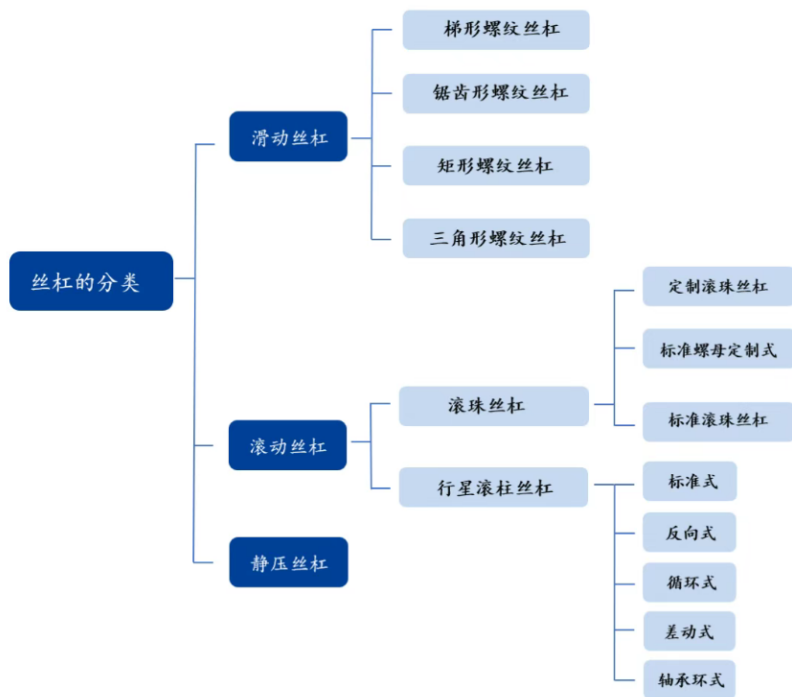 丝杠的分类
滑动丝杠
梯形螺纹丝杠
锯齿形螺纹丝杠
矩形螺纹丝杠
三角形螺纹丝杠
滚动丝杠
滚珠丝杠
定制滚珠丝杠
标准螺母定制式
标准滚珠丝杠
行星滚柱丝杠
标准式
反向式
循环式
差动式
轴承环式
静压丝杠